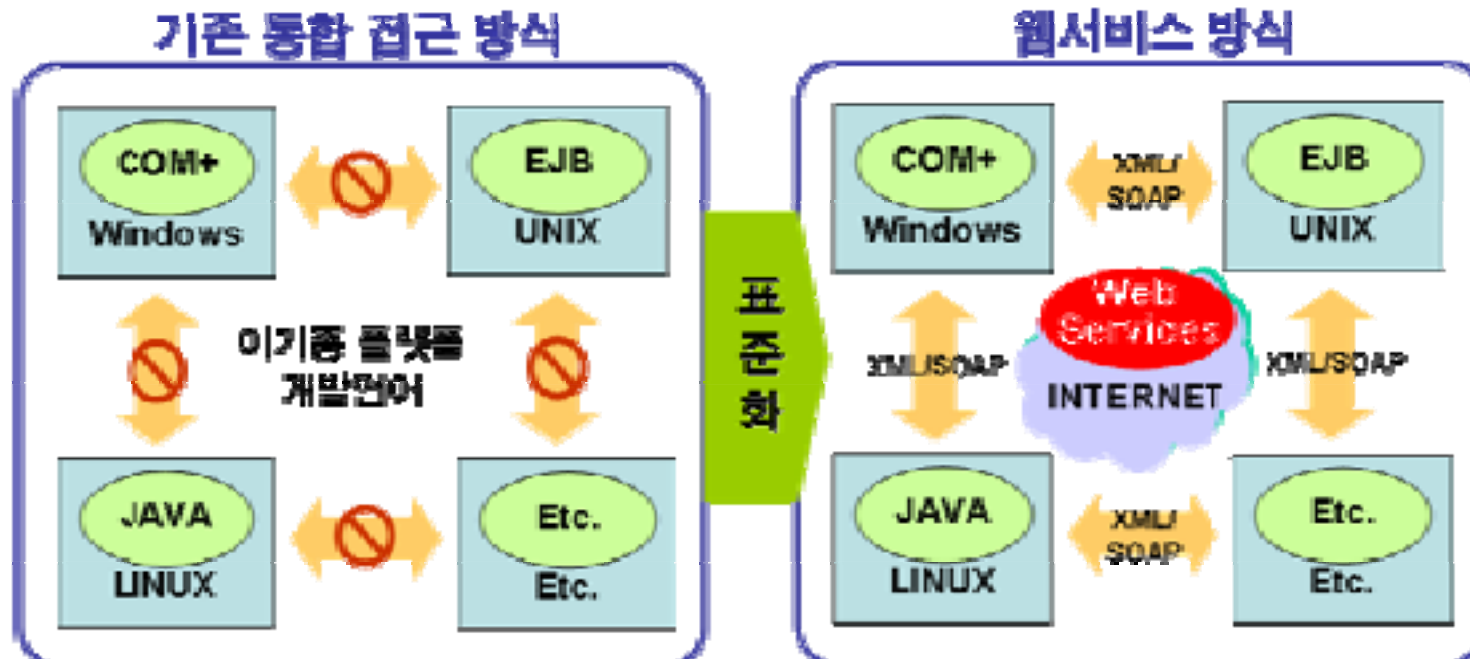 기존 통합 접근 방식
COM+
Windows
EJB
UNIX
이기종 플랫폼
개발언어
JAVA
LINUX
Etc.
Etc.
표준화
웹서비스 방식
COM+
Windows
XML/
SOAP
EJB
UNIX
XML/SOAP
Web
Services
INTERNET
XML/SOAP
JAVA
LINUX
XML/
SOAP
Etc.
Etc.